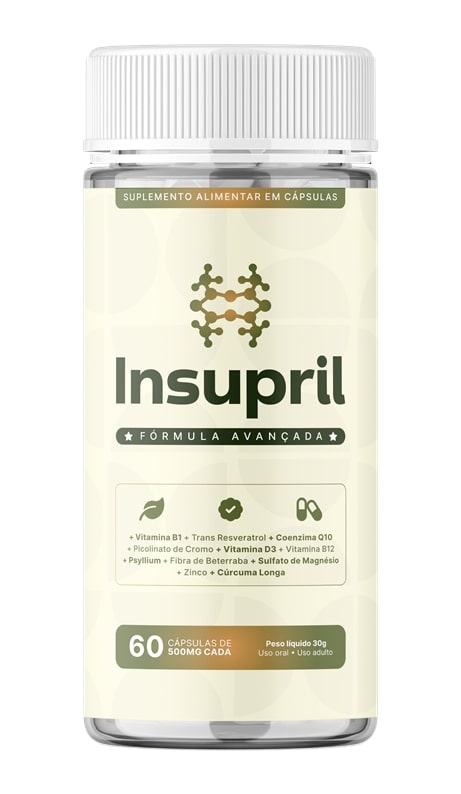 SUPLEMENTO ALIMENTAR EM CÁPSULAS
Insupril
FÓRMULA AVANÇADA
+ Vitamina B1 + Trans Resveratrol + Coenzima Q10
+ Picolinato de Cromo + Vitamina D3 + Vitamina B12
+ Psyllium + Fibra de Beterraba + Sulfato de Magnésio
+ Zinco + Cúrcuma Longa
60 CÁPSULAS DE
500MG CADA
Peso líquido 30g
Uso oral • Uso adulto